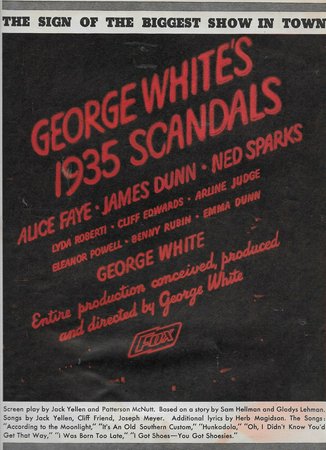 THE SIGN OF THE BIGGEST SHOW IN TOWN
GEORGE WHITE'S
1935 SCANDALS
ALICE FAYE · JAMES DUNN · NED SPARKS
LYDA ROBERTI · CLIFF EDWARDS · ARLINE JUDGE
ELEANOR POWELL · BENNY RUBIN · EMMA DUNN
GEORGE WHITE
Entire production conceived, produced
and directed by George White
FOX
Screen play by Jack Yellen and Patterson McNutt. Based on a story by Sam Hellman and Gladys Lehman.
Songs by Jack Yellen, Cliff Friend, Joseph Meyer. Additional lyrics by Herb Magidson. The Songs:
"According to the Moonlight," "It's An Old Southern Custom," "Hunkadola," "Oh, I Didn't Know You'd
Get That Way," "I Was Born Too Late," "I Got Shoes—You Got Shoesies."